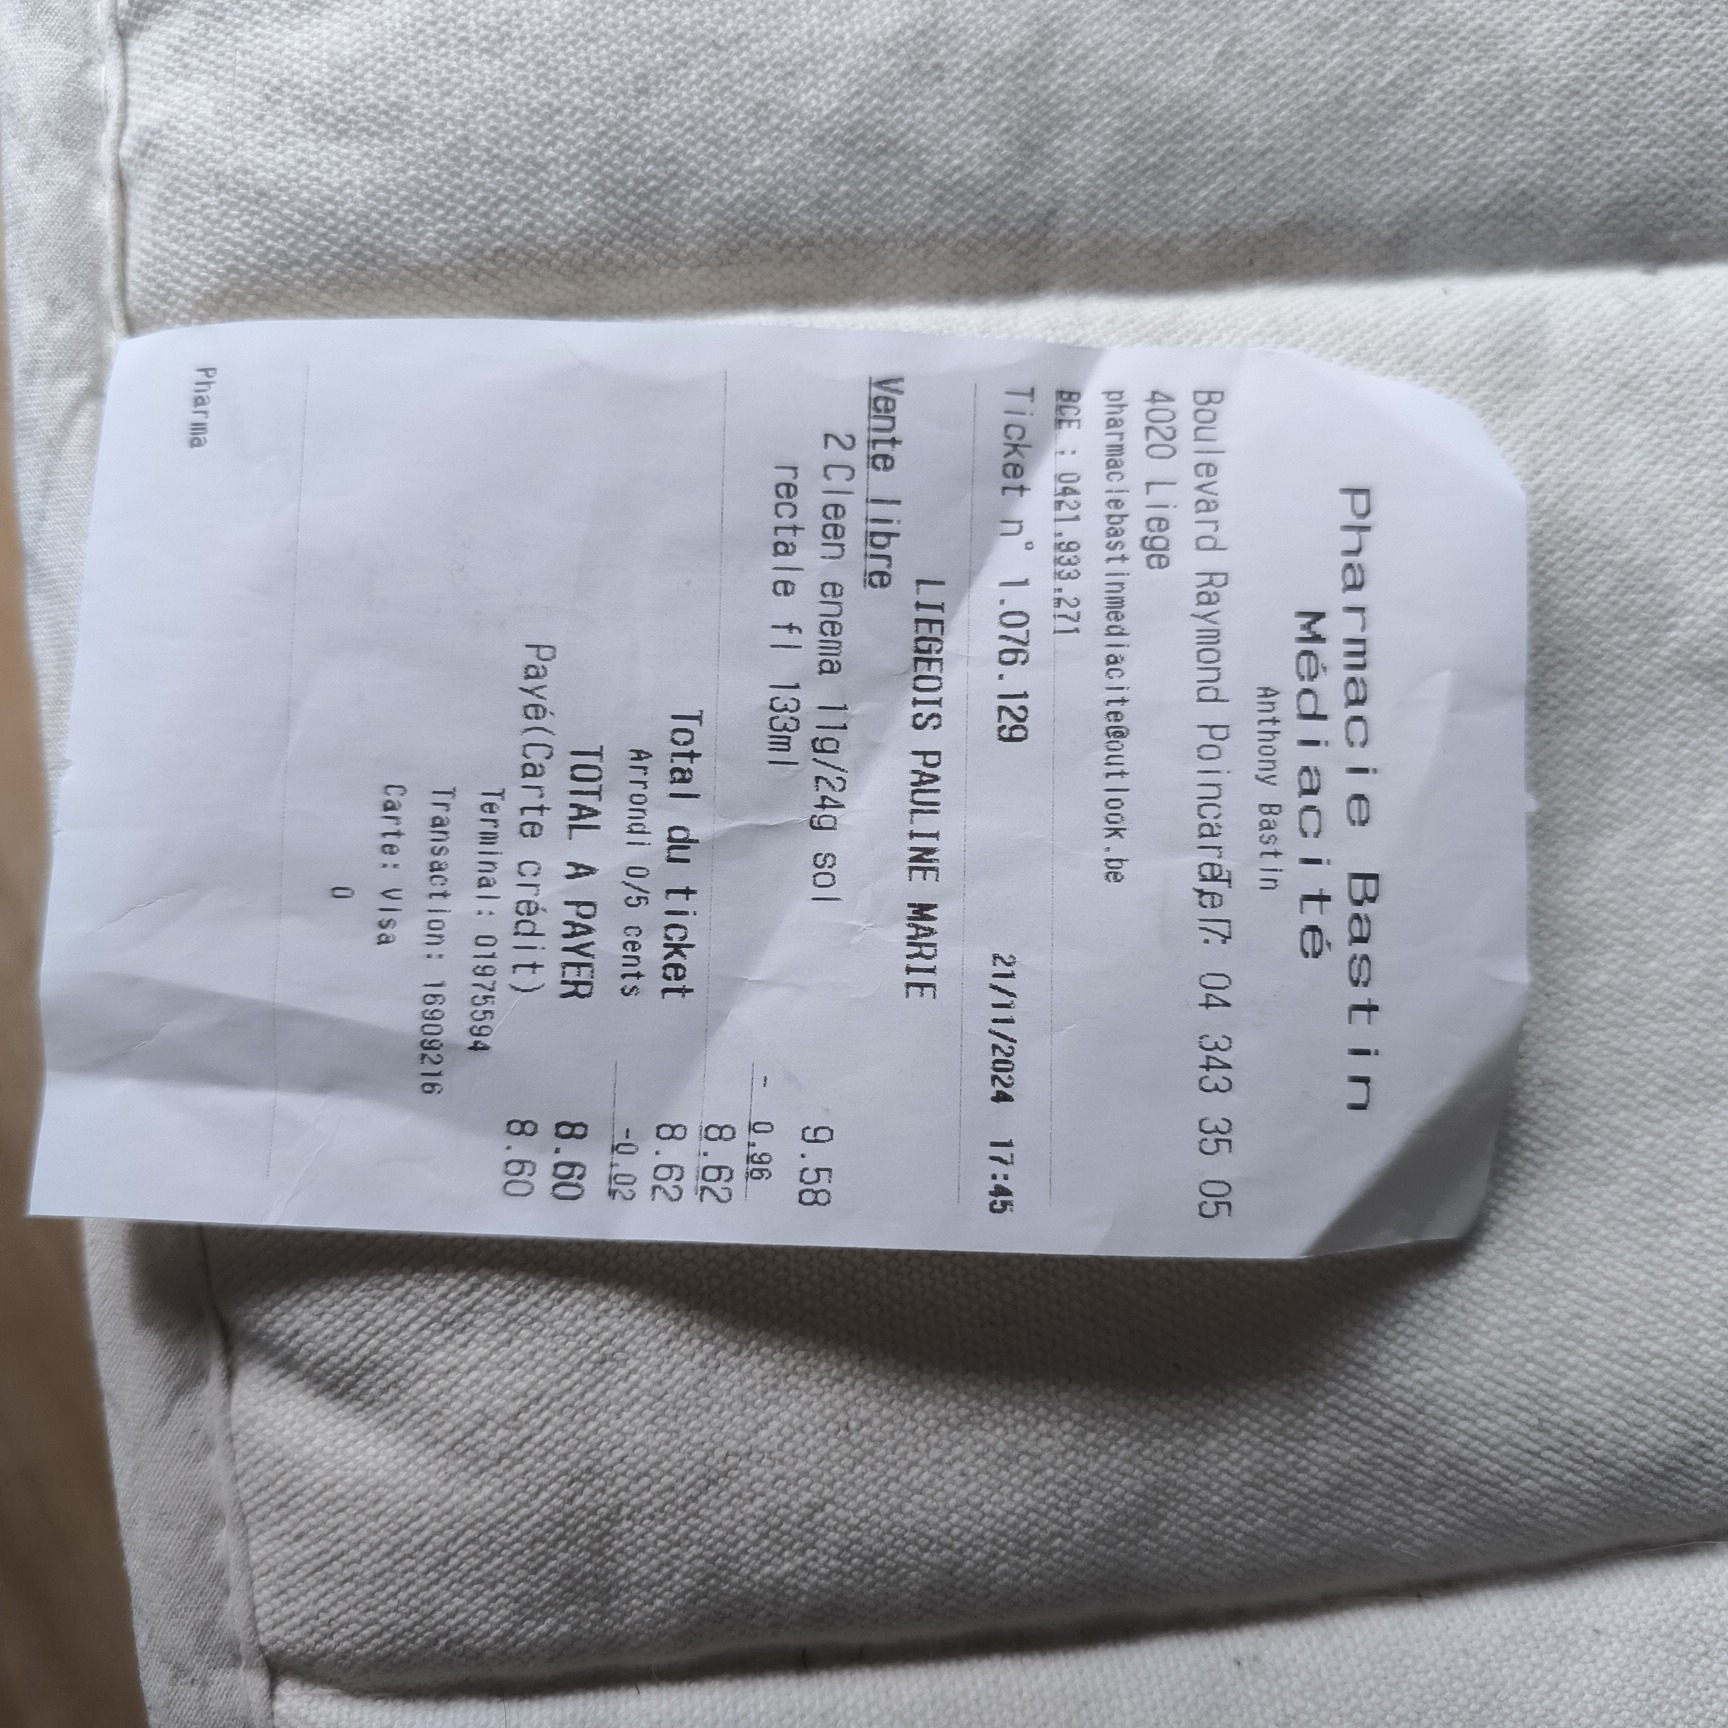 Pharmacie Bastin
Médiacité
Anthony Bastin
Boulevard Raymond Poincaré, 7 Tel : 04 343 35 05
4020 Liege
pharmaciebastinmediacite@outlook.be
BCE : 0421.933.271
Ticket n° 1.076.129 21/11/2024 17:45
LIEGEOIS PAULINE MARIE
Vente libre
2 Cleen enema 11g/24g sol 9.58
rectale fl 133ml - 0.96
8.62
Total du ticket 8.62
Arrondi 0/5 cents -0.02
TOTAL A PAYER 8.60
Payé(Carte crédit) 8.60
Terminal: 01975594
Transaction: 16909216
Carte: Visa
0
Pharma